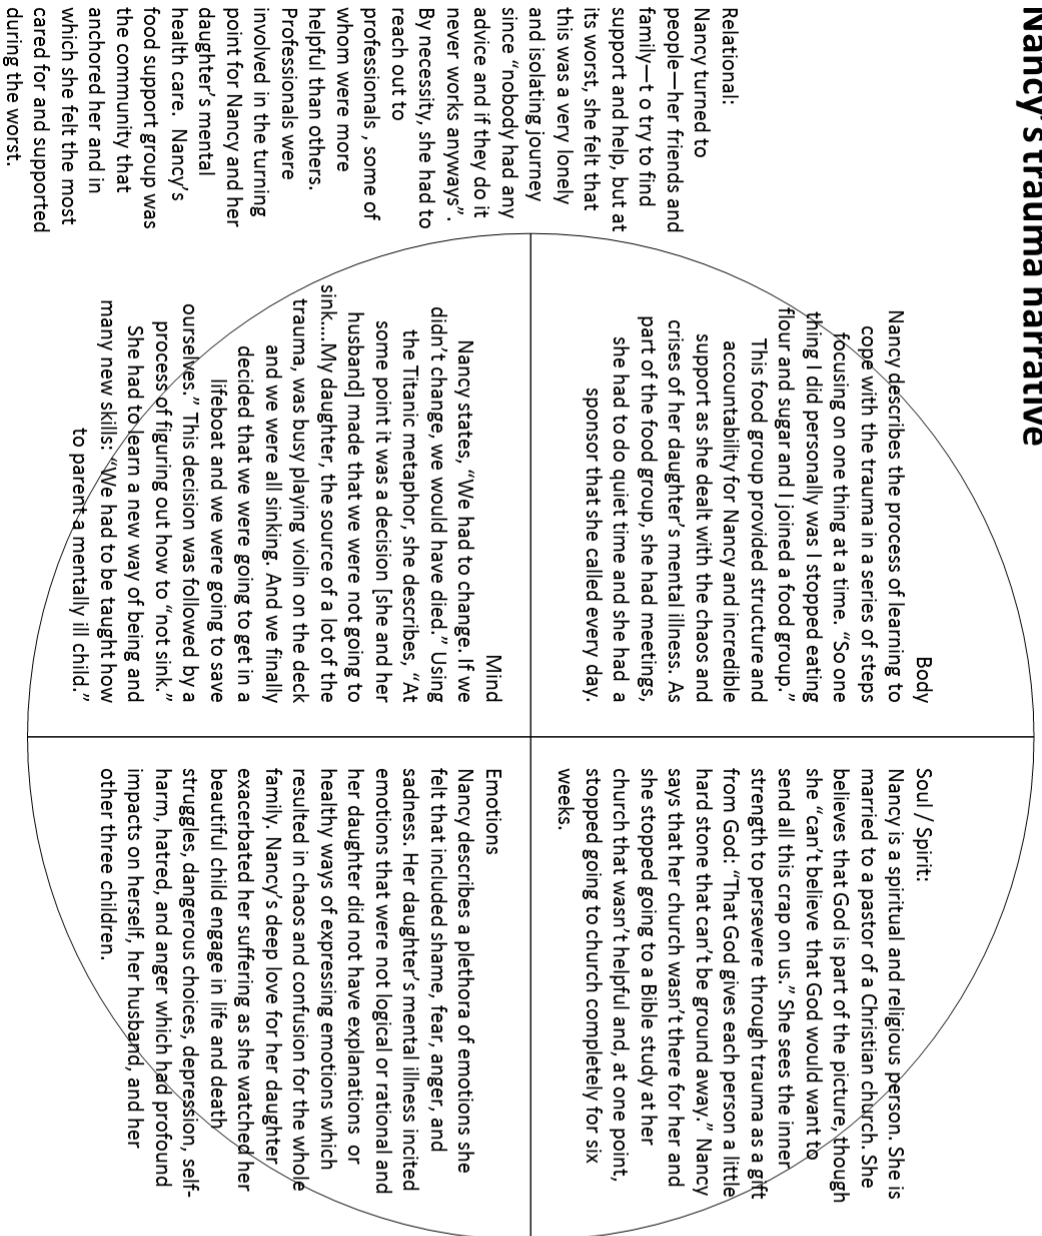 Nancy's trauma narrative
Relational:
Nancy turned to
people—her friends and
family—t o try to find
support and help, but at
its worst, she felt that
this was a very lonely
and isolating journey
since “nobody had any
advice and if they do it
never works anyways”.
By necessity, she had to
reach out to
professionals , some of
whom were more
helpful than others.
Professionals were
involved in the turning
point for Nancy and her
daughter’s mental
health care.  Nancy’s
food support group was
the community that
anchored her and in
which she felt the most
cared for and supported
during the worst.
Body
Nancy describes the process of learning to
cope with the trauma in a series of steps
focusing on one thing at a time. “So one
thing I did personally was I stopped eating
flour and sugar and I joined a food group.”
This food group provided structure and
accountability for Nancy and incredible
support as she dealt with the chaos and
crises of her daughter’s mental illness. As
part of the food group, she had meetings,
she had to do quiet time and she had a
sponsor that she called every day.
Soul / Spirit:
Nancy is a spiritual and religious person. She is
married to a pastor of a Christian church. She
believes that God is part of the picture, though
she “can’t believe that God would want to
send all this crap on us.” She sees the inner
strength to persevere through trauma as a gift
from God: “That God gives each person a little
hard stone that can’t be ground away.” Nancy
says that her church wasn’t there for her and
she stopped going to a Bible study at her
church that wasn’t helpful and, at one point,
stopped going to church completely for six
weeks.
Mind
Nancy states, “We had to change. If we
didn’t change, we would have died.” Using
the Titanic metaphor, she describes, “At
some point it was a decision [she and her
husband] made that we were not going to
sink....My daughter, the source of a lot of the
trauma, was busy playing violin on the deck
and we were all sinking. And we finally
decided that we were going to get in a
lifeboat and we were going to save
ourselves.” This decision was followed by a
process of figuring out how to “not sink.”
She had to learn a new way of being and
many new skills: “We had to be taught how
to parent a mentally ill child.”
Emotions
Nancy describes a plethora of emotions she
felt that included shame, fear, anger, and
sadness. Her daughter’s mental illness incited
emotions that were not logical or rational and
her daughter did not have explanations  or
healthy ways of expressing emotions which
resulted in chaos and confusion for the whole
family. Nancy’s deep love for her daughter
exacerbated her suffering as she watched her
beautiful child engage in life and death
struggles, dangerous choices, depression, self-
harm, hatred, and anger which had profound
impacts on herself, her husband, and her
other three children.